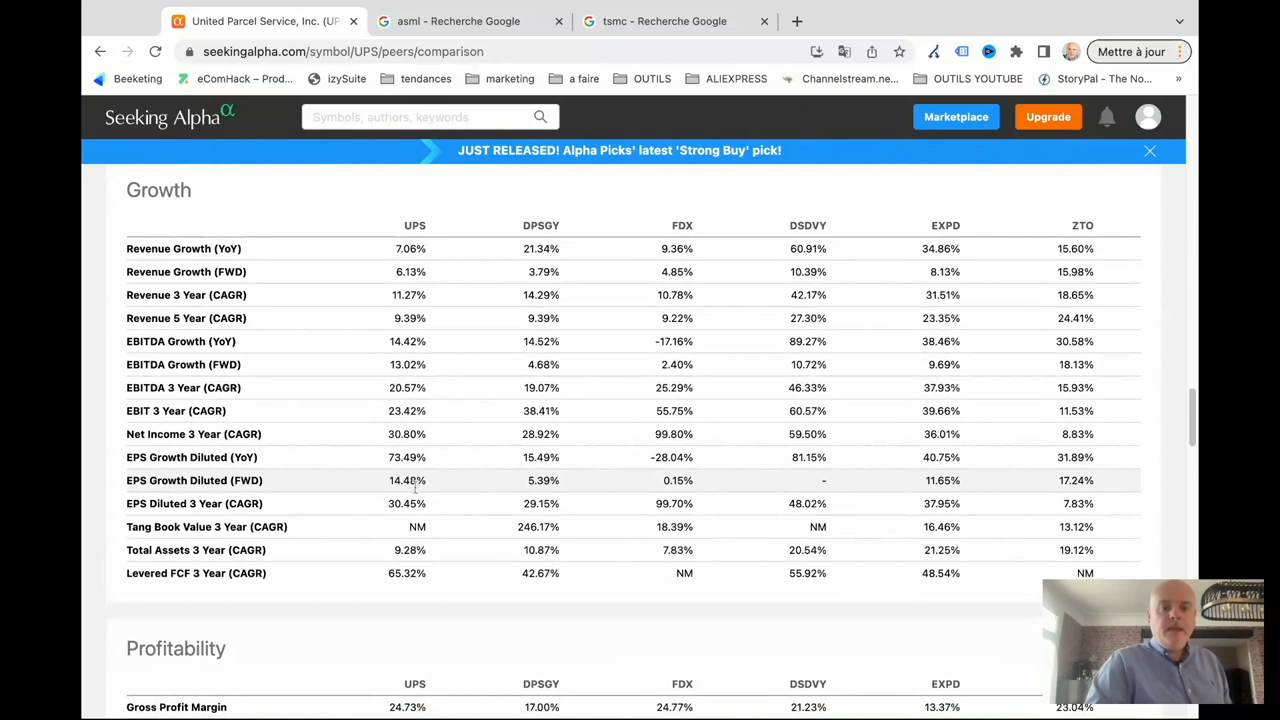 United Parcel Service, Inc. (UP
asml - Recherche Google
tsmc - Recherche Google
seekingalpha.com/symbol/UPS/peers/comparison
Mettre à jour
Beeketing
eComHack – Prod...
izySuite
tendances
marketing
a faire
OUTILS
ALIEXPRESS
Channelstream.ne...
OUTILS YOUTUBE
StoryPal - The No...
»
Seeking Alpha α
Symbols, authors, keywords
Marketplace
Upgrade
JUST RELEASED! Alpha Picks' latest 'Strong Buy' pick!
Growth
UPS DPSGY FDX DSDVY EXPD ZTO
Revenue Growth (YoY) 7.06% 21.34% 9.36% 60.91% 34.86% 15.60%
Revenue Growth (FWD) 6.13% 3.79% 4.85% 10.39% 8.13% 15.98%
Revenue 3 Year (CAGR) 11.27% 14.29% 10.78% 42.17% 31.51% 18.65%
Revenue 5 Year (CAGR) 9.39% 9.39% 9.22% 27.30% 23.35% 24.41%
EBITDA Growth (YoY) 14.42% 14.52% -17.16% 89.27% 38.46% 30.58%
EBITDA Growth (FWD) 13.02% 4.68% 2.40% 10.72% 9.69% 18.13%
EBITDA 3 Year (CAGR) 20.57% 19.07% 25.29% 46.33% 37.93% 15.93%
EBIT 3 Year (CAGR) 23.42% 38.41% 55.75% 60.57% 39.66% 11.53%
Net Income 3 Year (CAGR) 30.80% 28.92% 99.80% 59.50% 36.01% 8.83%
EPS Growth Diluted (YoY) 73.49% 15.49% -28.04% 81.15% 40.75% 31.89%
EPS Growth Diluted (FWD) 14.48% 5.39% 0.15% - 11.65% 17.24%
EPS Diluted 3 Year (CAGR) 30.45% 29.15% 99.70% 48.02% 37.95% 7.83%
Tang Book Value 3 Year (CAGR) NM 246.17% 18.39% NM 16.46% 13.12%
Total Assets 3 Year (CAGR) 9.28% 10.87% 7.83% 20.54% 21.25% 19.12%
Levered FCF 3 Year (CAGR) 65.32% 42.67% NM 55.92% 48.54% NM
Profitability
UPS DPSGY FDX DSDVY EXPD
Gross Profit Margin 24.73% 17.00% 24.77% 21.23% 13.37% 23.04%